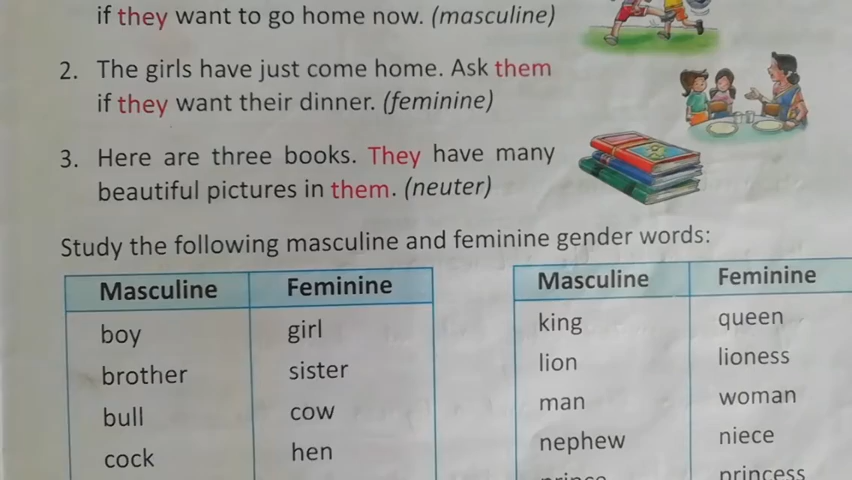 if they want to go home now. (masculine)
2. The girls have just come home. Ask them
if they want their dinner. (feminine)
3. Here are three books. They have many
beautiful pictures in them. (neuter)
Study the following masculine and feminine gender words:
Masculine Feminine
boy girl
brother sister
bull cow
cock hen
Masculine Feminine
king queen
lion lioness
man woman
nephew niece
prince princess